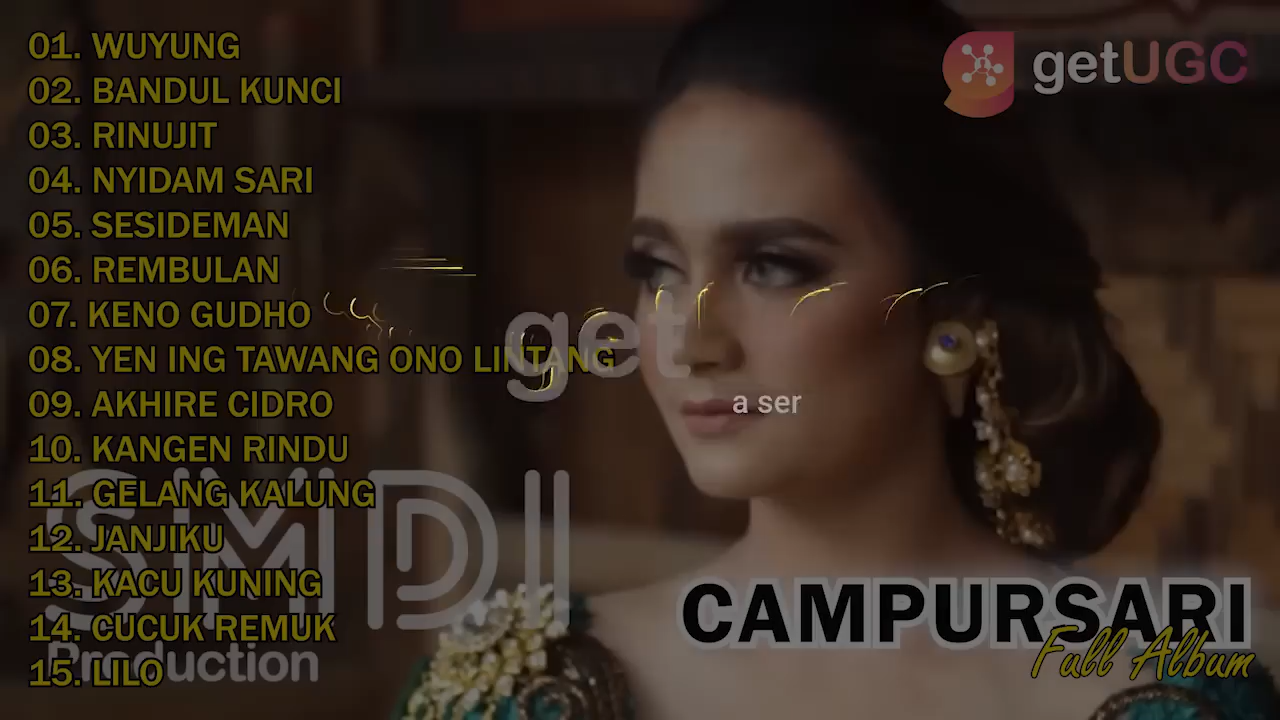 01. WUYUNG
02. BANDUL KUNCI
03. RINUJIT
04. NYIDAM SARI
05. SESIDEMAN
06. REMBULAN
07. KENO GUDHO
08. YEN ING TAWANG ONO LINTANG
09. AKHIRE CIDRO
10. KANGEN RINDU
11. GELANG KALUNG
12. JANJIKU
13. KACU KUNING
14. CUCUK REMUK
15. LILO
getUGC
get
a ser
SMDI
Production
CAMPURSARI
Full Album